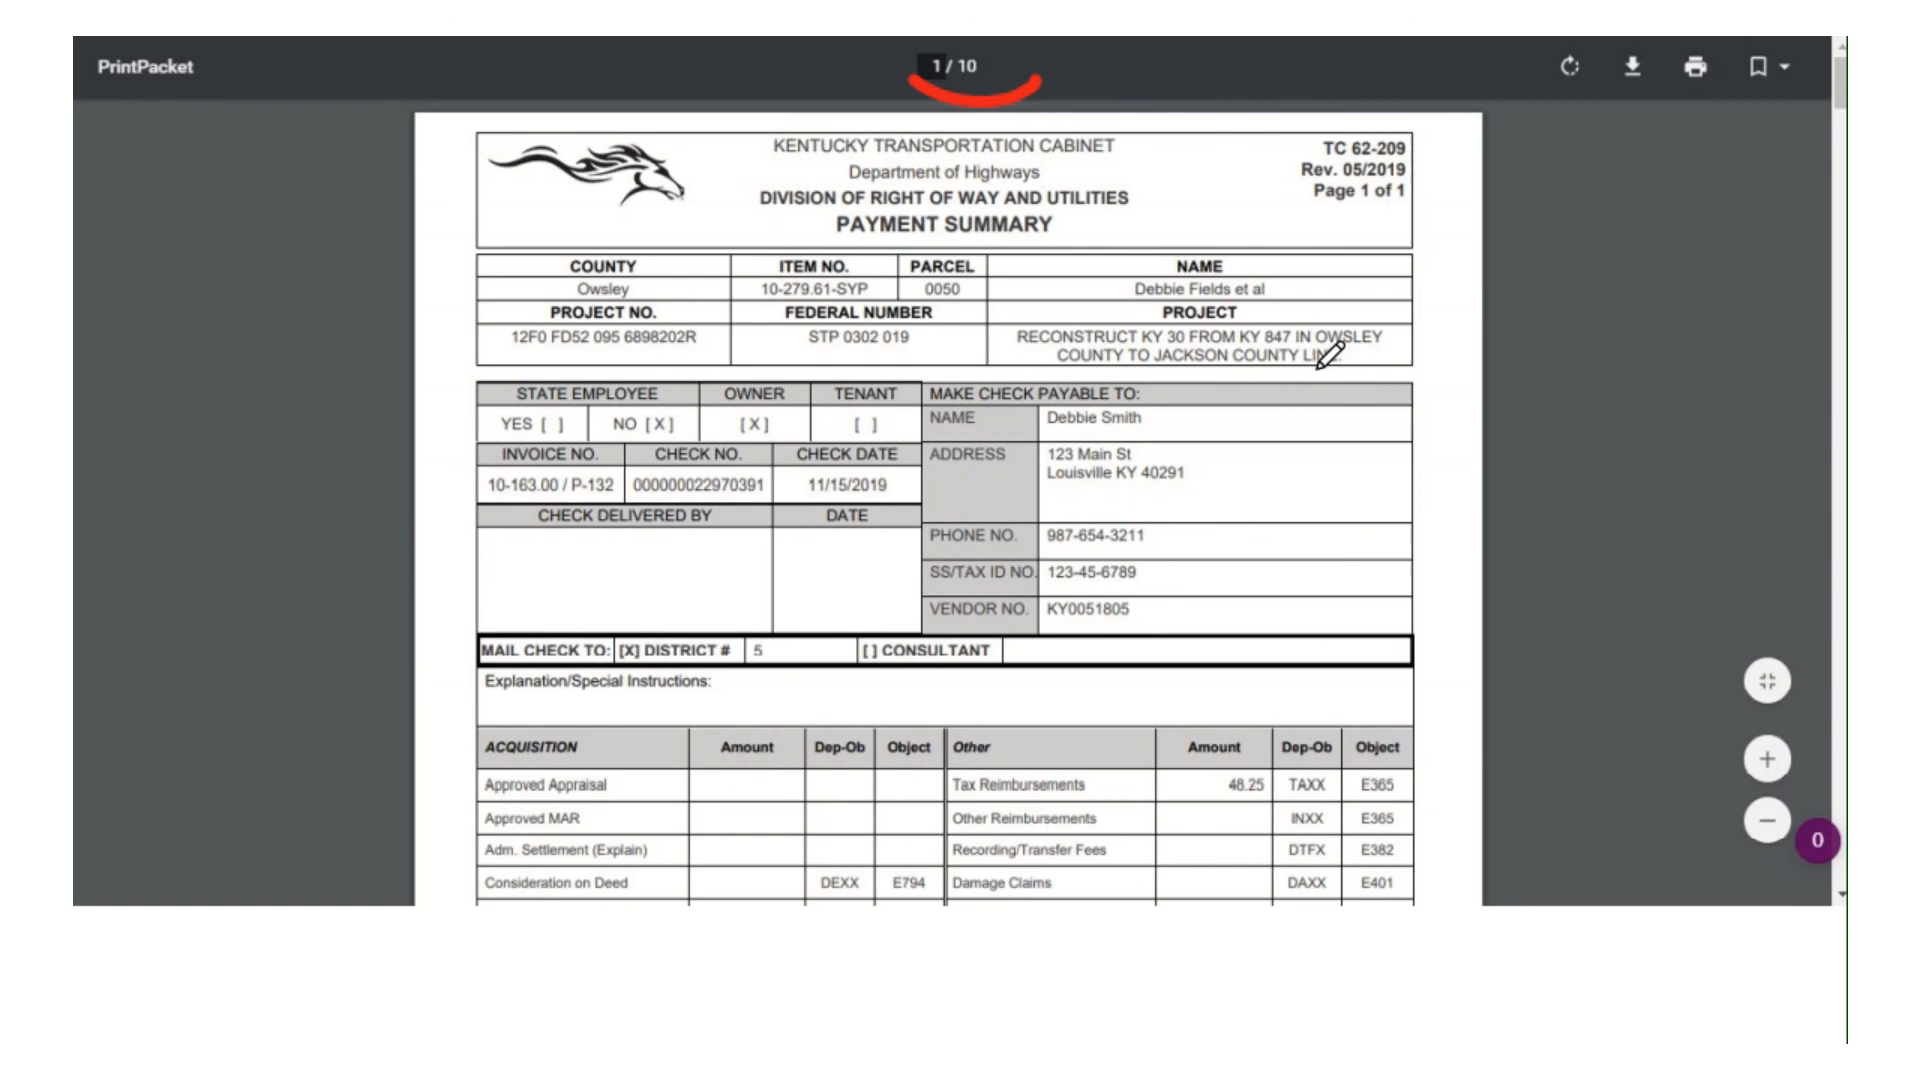 PrintPacket
1 / 10
KENTUCKY TRANSPORTATION CABINET
Department of Highways
DIVISION OF RIGHT OF WAY AND UTILITIES
PAYMENT SUMMARY
TC 62-209
Rev. 05/2019
Page 1 of 1
COUNTY ITEM NO. PARCEL NAME
Owsley 10-279.61-SYP 0050 Debbie Fields et al
PROJECT NO. FEDERAL NUMBER PROJECT
12F0 FD52 095 6898202R STP 0302 019 RECONSTRUCT KY 30 FROM KY 847 IN OWSLEY
COUNTY TO JACKSON COUNTY
STATE EMPLOYEE OWNER TENANT MAKE CHECK PAYABLE TO:
YES [ ] NO [ X ] [ X ] [ ] NAME Debbie Smith
INVOICE NO. CHECK NO. CHECK DATE ADDRESS 123 Main St
Louisville KY 40291
10-163.00 / P-132 000000022970391 11/15/2019
CHECK DELIVERED BY DATE
PHONE NO. 987-654-3211
SS/TAX ID NO. 123-45-6789
VENDOR NO. KY0051805
MAIL CHECK TO: [X] DISTRICT # 5 [ ] CONSULTANT
Explanation/Special Instructions:
ACQUISITION Amount Dep-Ob Object Other Amount Dep-Ob Object
Approved Appraisal Tax Reimbursements 48.25 TAXX E365
Approved MAR Other Reimbursements INXX E365
Adm. Settlement (Explain) Recording/Transfer Fees DTFX E382
Consideration on Deed DEXX E794 Damage Claims DAXX E401
0